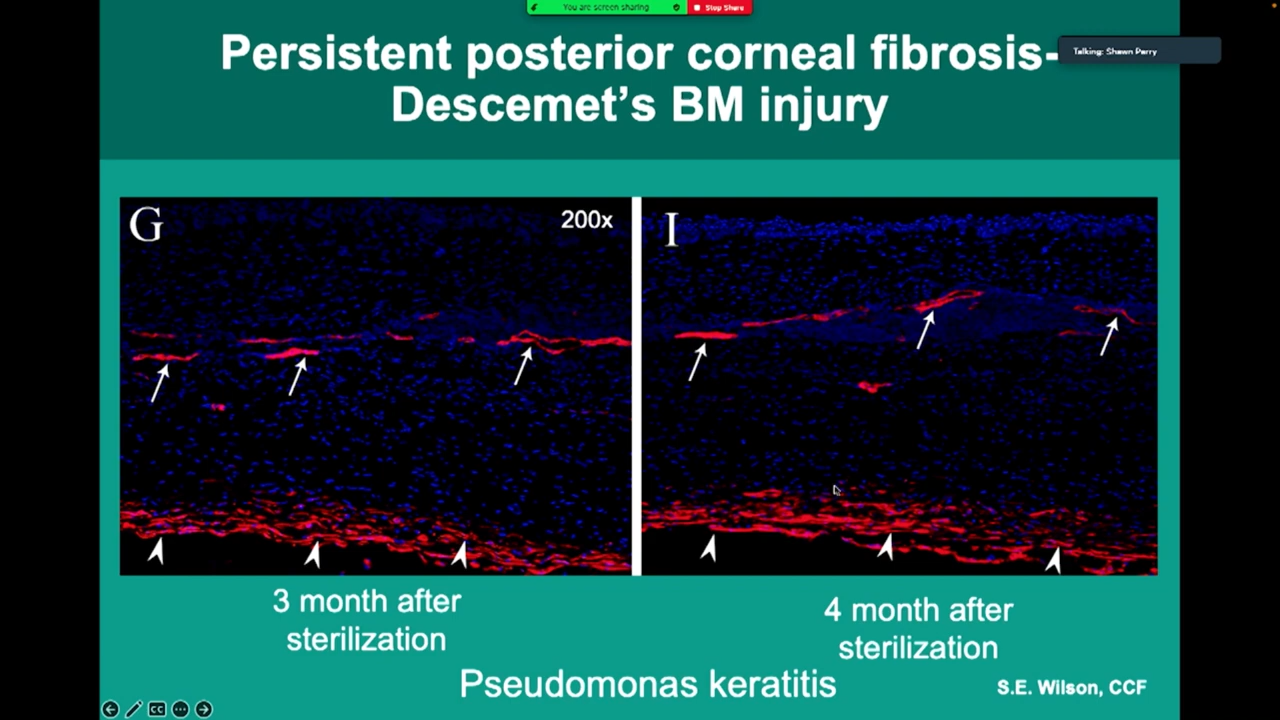 You are screen sharing
Stop Share
Talking: Shawn Perry
Persistent posterior corneal fibrosis-
Descemet's BM injury
G
200x
I
3 month after
sterilization
4 month after
sterilization
Pseudomonas keratitis
S.E. Wilson, CCF
CC